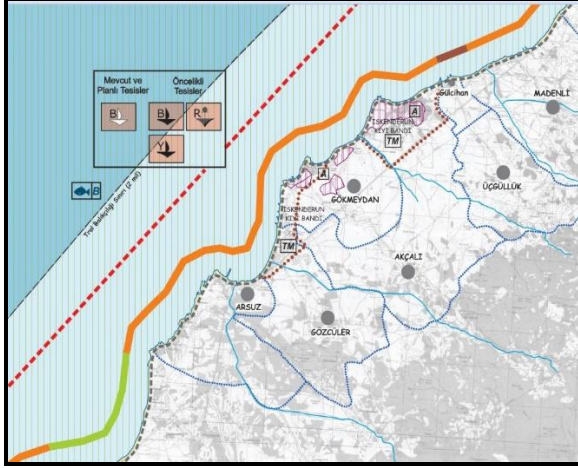 Mevcut ve
Planlı Tesisler
Öncelikli
Tesisler
B
B
R
Y
B
Trol Balıkçılığı Sınırı (2 mil)
A
Gülcihan
MADENLİ
İSKENDERUN
KIYI BANDI
TM
ÜÇGÜLLÜK
A
GÖKMEYDAN
İSKENDERUN
KIYI BANDI
TM
AKÇALI
ARSUZ
GÖZCÜLER